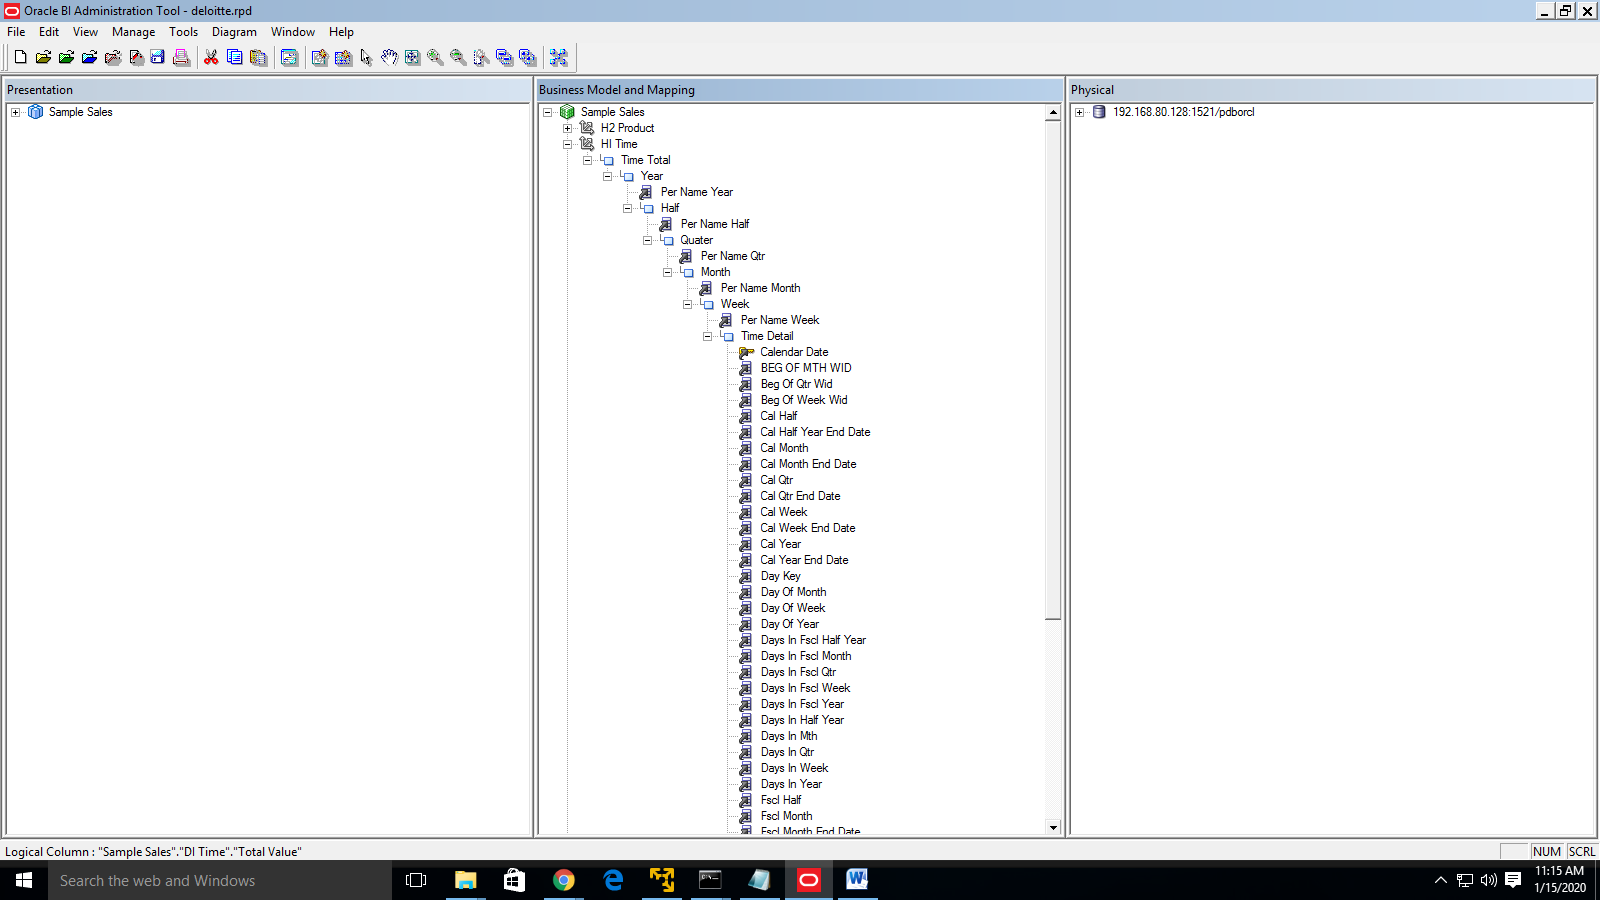 Oracle BI Administration Tool - deloitte.rpd
File Edit View Manage Tools Diagram Window Help
Presentation
Sample Sales
Business Model and Mapping
Sample Sales
H2 Product
HI Time
Time Total
Year
Per Name Year
Half
Per Name Half
Quater
Per Name Qtr
Month
Per Name Month
Week
Per Name Week
Time Detail
Calendar Date
BEG OF MTH WID
Beg Of Qtr Wid
Beg Of Week Wid
Cal Half
Cal Half Year End Date
Cal Month
Cal Month End Date
Cal Qtr
Cal Qtr End Date
Cal Week
Cal Week End Date
Cal Year
Cal Year End Date
Day Key
Day Of Month
Day Of Week
Day Of Year
Days In Fscl Half Year
Days In Fscl Month
Days In Fscl Qtr
Days In Fscl Week
Days In Fscl Year
Days In Half Year
Days In Mth
Days In Qtr
Days In Week
Days In Year
Fscl Half
Fscl Month
Fscl Month End Date
Physical
192.168.80.128:1521/pdborcl
Logical Column : "Sample Sales"."DI Time"."Total Value"
NUM SCRL
Search the web and Windows
11:15 AM
1/15/2020